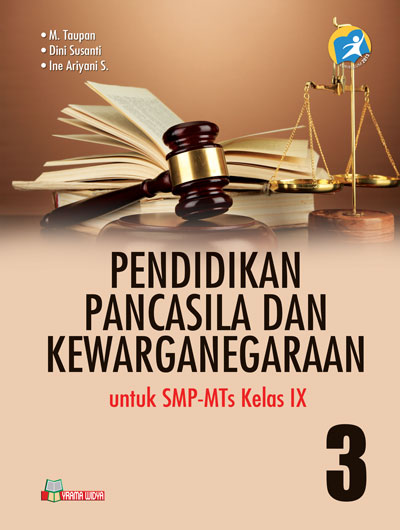 • M. Taupan
• Dini Susanti
• Ine Ariyani S.
PENDIDIKAN
PANCASILA DAN
KEWARGANEGARAAN
untuk SMP-MTs Kelas IX
3
YRAMA WIDYA